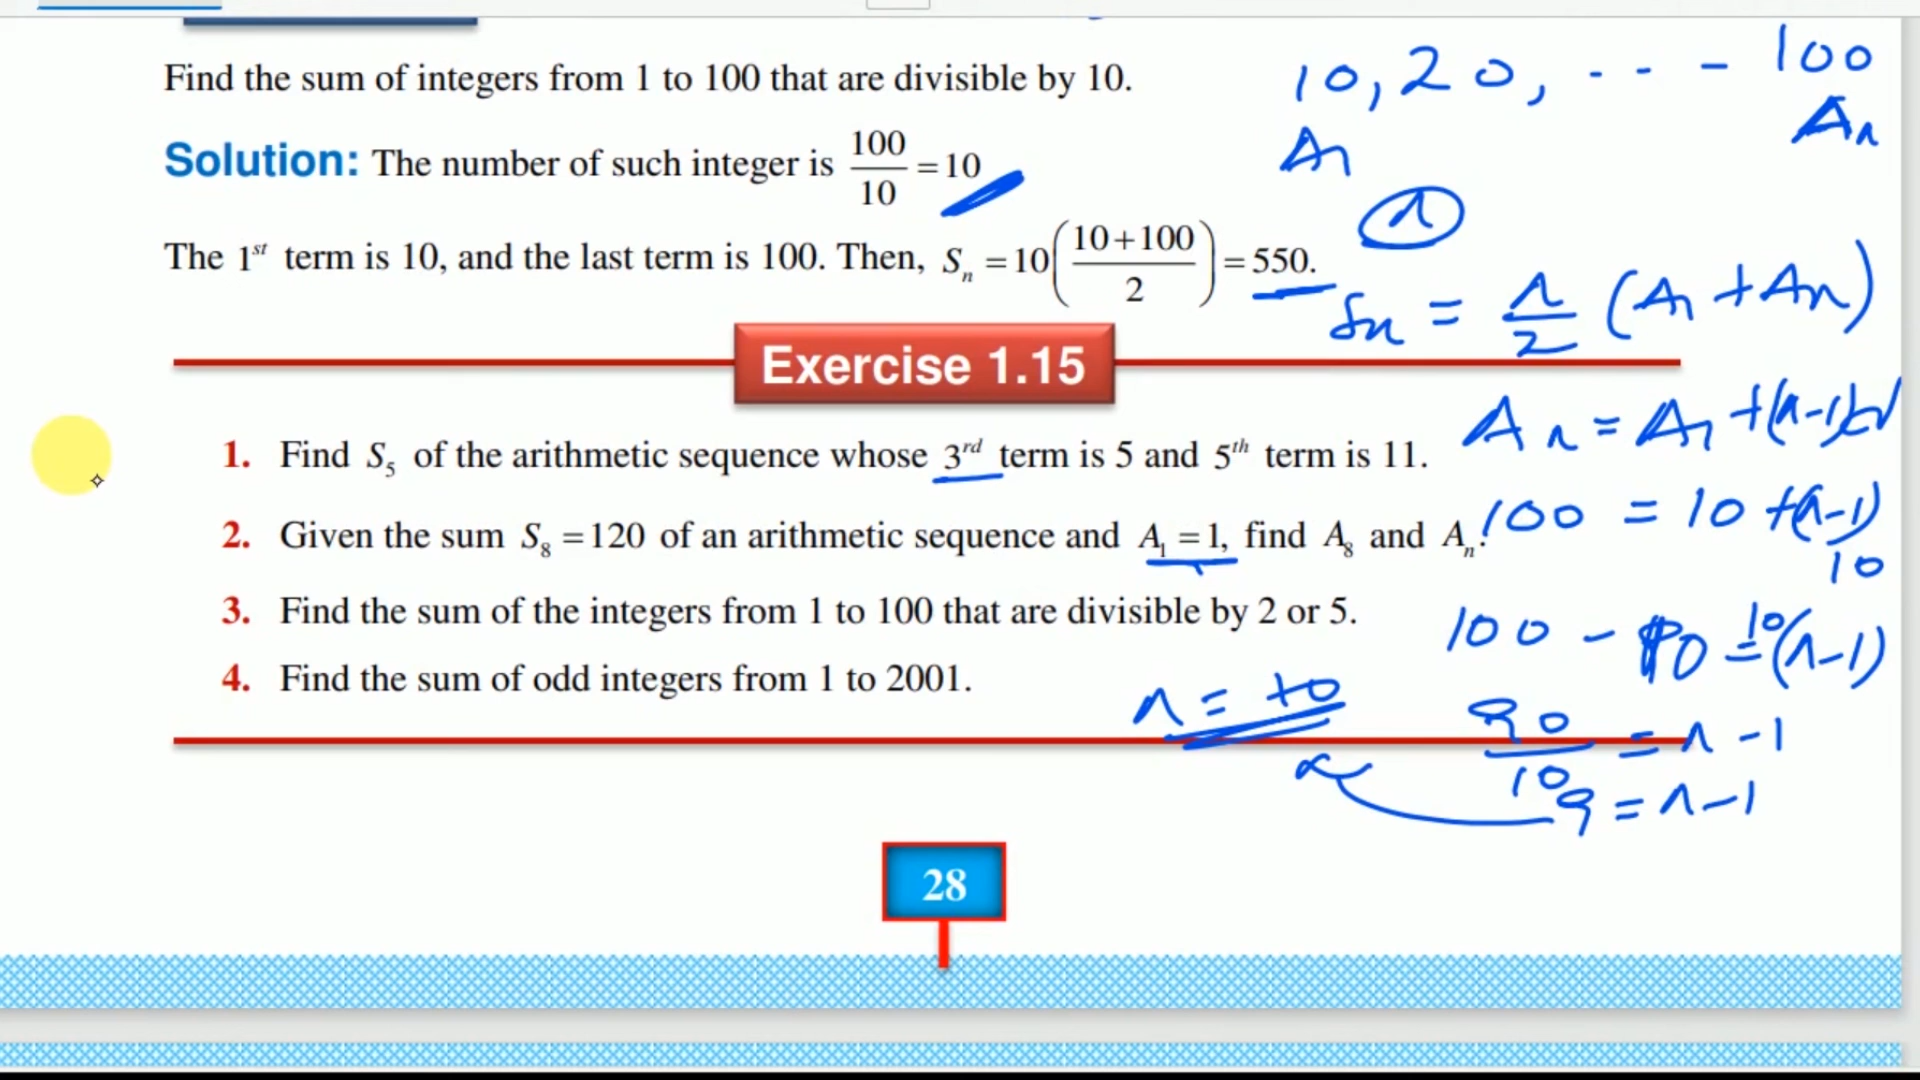 Find the sum of integers from 1 to 100 that are divisible by 10.
Solution: The number of such integer is 100/10 = 10
The 1st term is 10, and the last term is 100. Then, Sn = 10((10+100)/2) = 550.
Exercise 1.15
1. Find S5 of the arithmetic sequence whose 3rd term is 5 and 5th term is 11.
2. Given the sum S8 = 120 of an arithmetic sequence and A1 = 1, find A8 and An.
3. Find the sum of the integers from 1 to 100 that are divisible by 2 or 5.
4. Find the sum of odd integers from 1 to 2001.
28
10, 20, - - - 100
A1 An
n
Sn = n/2 (A1 + An)
An = A1 + (n-1)d
100 = 10 + (n-1)
10
100 - 10 = 10(n-1)
90/10 = n-1
9 = n-1
n = 10